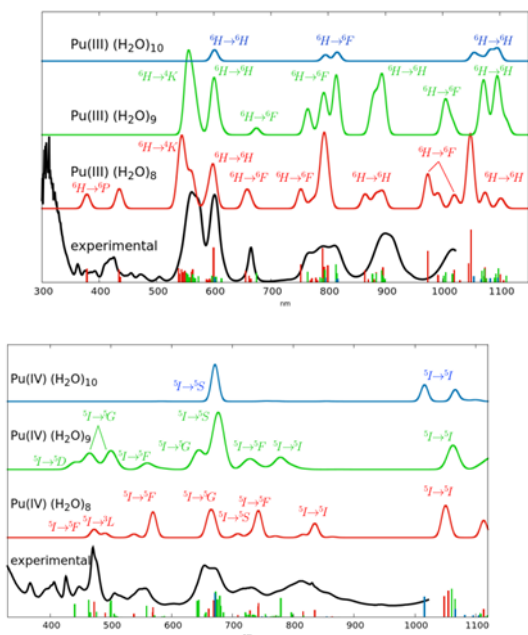 Pu(III) (H₂O)₁₀
⁶H→⁶H ⁶H→⁶F ⁶H→⁶H
⁶H→⁴K ⁶H→⁶H ⁶H→⁶F ⁶H→⁶H ⁶H→⁶H
Pu(III) (H₂O)₉
⁶H→⁶F ⁶H→⁶F
⁶H→⁴K ⁶H→⁶H ⁶H→⁶F
Pu(III) (H₂O)₈
⁶H→⁶P ⁶H→⁶F ⁶H→⁶F ⁶H→⁶H ⁶H→⁶H
experimental
300 400 500 600 700 800 900 1000 1100
nm
Pu(IV) (H₂O)₁₀
⁵I→⁵S ⁵I→⁵I
Pu(IV) (H₂O)₉
⁵I→⁵G ⁵I→⁵S
⁵I→⁵D ⁵I→⁵F ⁵I→⁵G ⁵I→⁵F ⁵I→⁵I ⁵I→⁵I
Pu(IV) (H₂O)₈
⁵I→⁵F ⁵I→⁵G ⁵I→⁵F ⁵I→⁵I
⁵I→⁵F ⁵I→³L ⁵I→⁵S ⁵I→⁵I
experimental
400 500 600 700 800 900 1000 1100